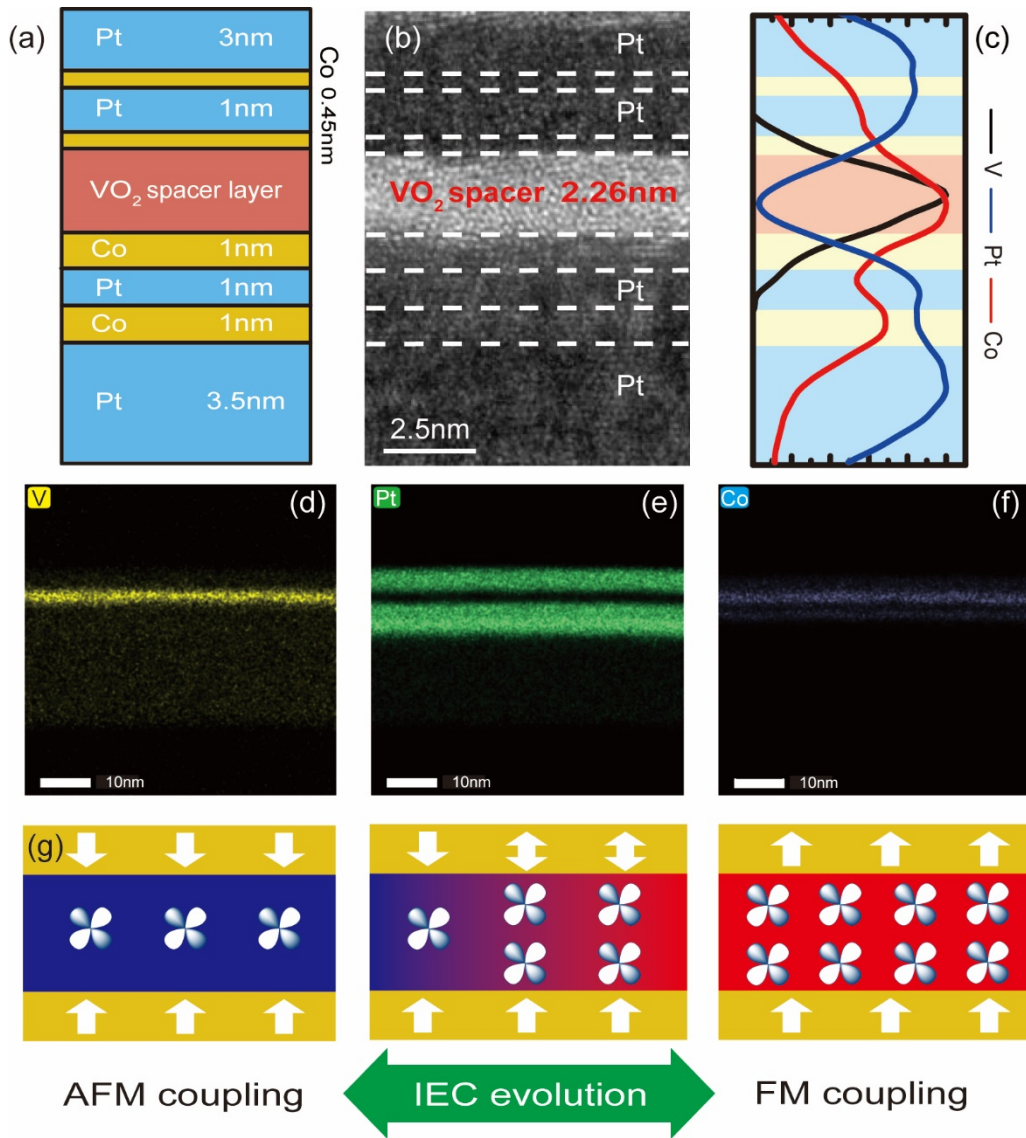 (a)
Pt 3nm
Co 0.45nm
Pt 1nm
VO₂ spacer layer
Co 1nm
Pt 1nm
Co 1nm
Pt 3.5nm
(b)
Pt
Pt
VO₂ spacer 2.26nm
Pt
Pt
2.5nm
(c)
V
Pt
Co
V
(d)
10nm
Pt
(e)
10nm
Co
(f)
10nm
(g)
AFM coupling
IEC evolution
FM coupling